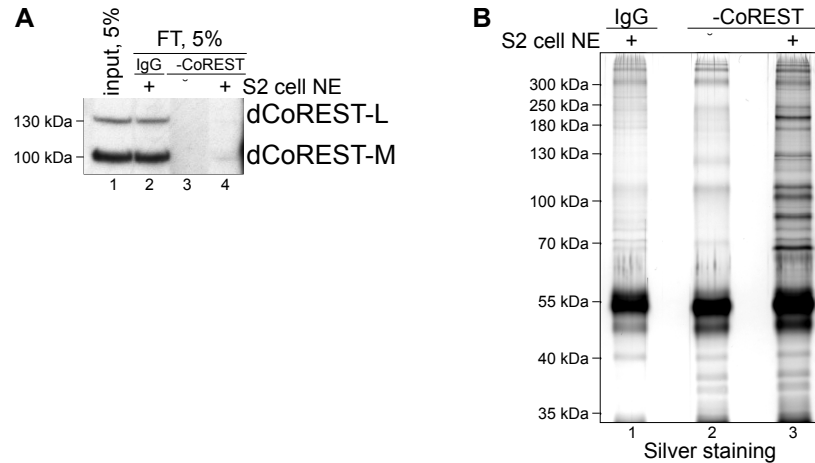 A
input, 5%
FT, 5%
IgG -CoREST
+ ˘ + S2 cell NE
130 kDa dCoREST-L
100 kDa dCoREST-M
1 2 3 4
B
IgG -CoREST
S2 cell NE + ˘ +
300 kDa
250 kDa
180 kDa
130 kDa
100 kDa
70 kDa
55 kDa
40 kDa
35 kDa
1 2 3
Silver staining